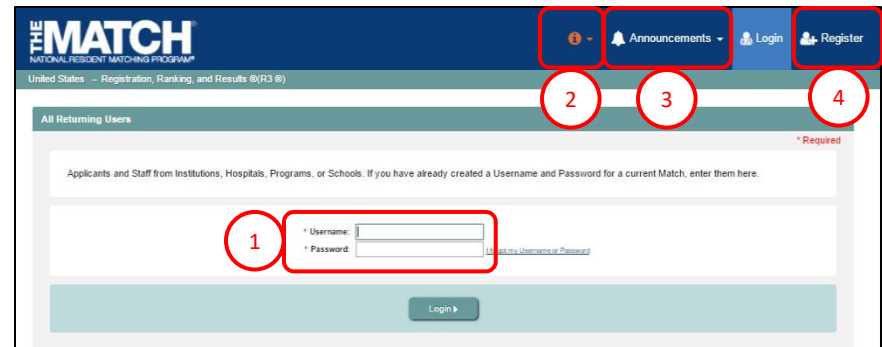 THE MATCH
NATIONAL RESIDENT MATCHING PROGRAM®
Announcements
Login
Register
United States – Registration, Ranking, and Results ®(R3 ®)
2
3
4
All Returning Users
* Required
Applicants and Staff from Institutions, Hospitals, Programs, or Schools. If you have already created a Username and Password for a current Match, enter them here.
1
* Username:
* Password:
I forgot my Username or Password
Login